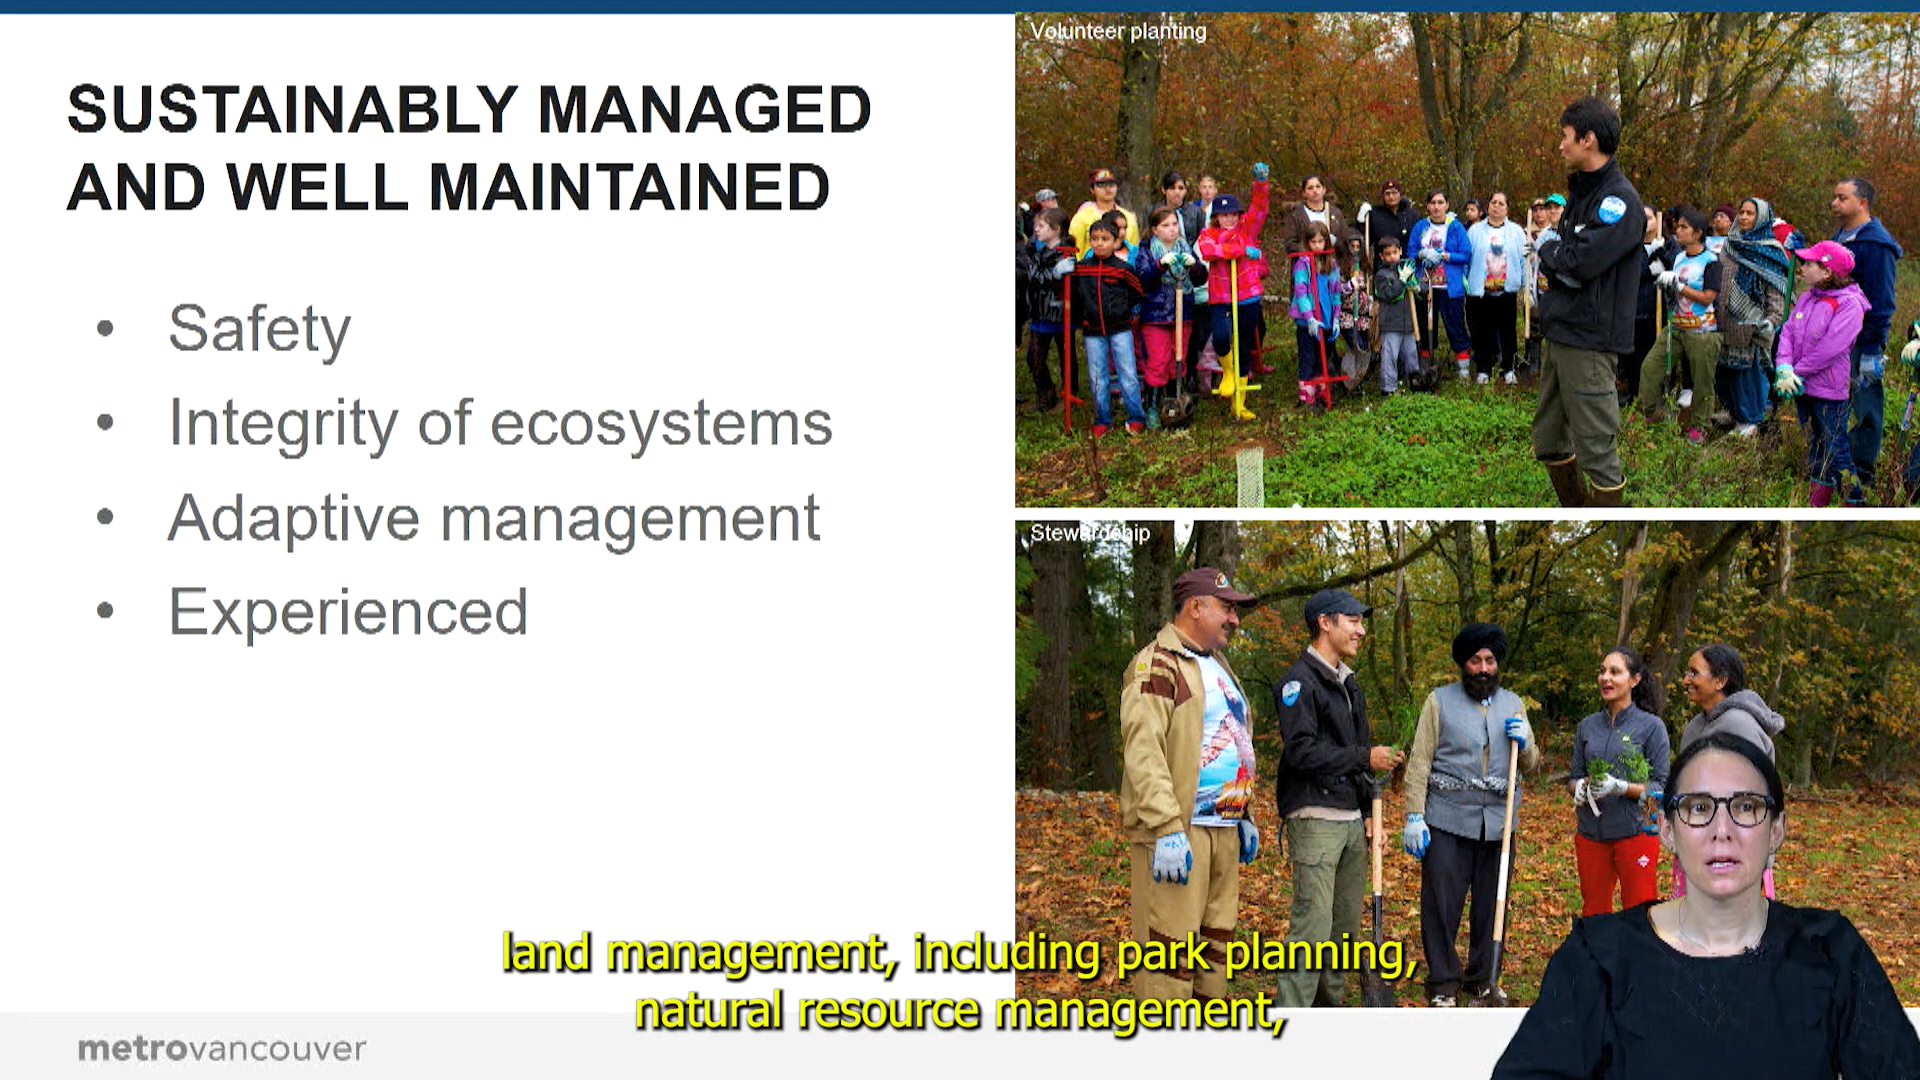 SUSTAINABLY MANAGED
AND WELL MAINTAINED
• Safety
• Integrity of ecosystems
• Adaptive management
• Experienced
Volunteer planting
Stewardship
land management, including park planning,
natural resource management,
metrovancouver